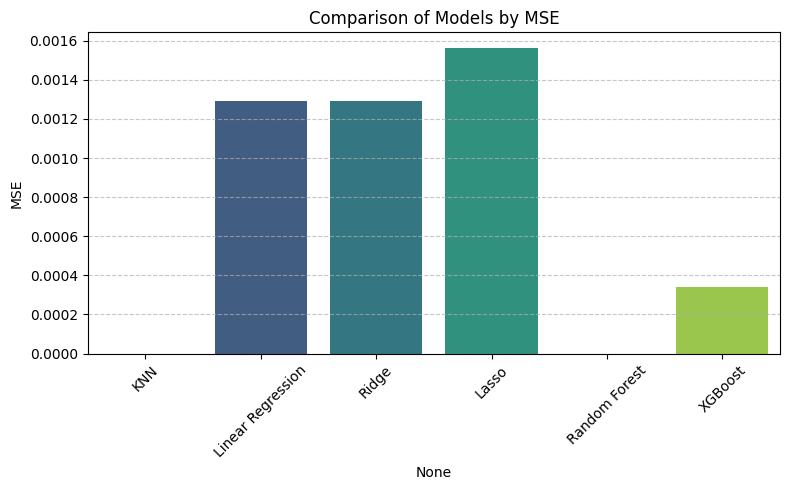 Comparison of Models by MSE
MSE
0.0016
0.0014
0.0012
0.0010
0.0008
0.0006
0.0004
0.0002
0.0000
KNN
Linear Regression
Ridge
Lasso
Random Forest
XGBoost
None